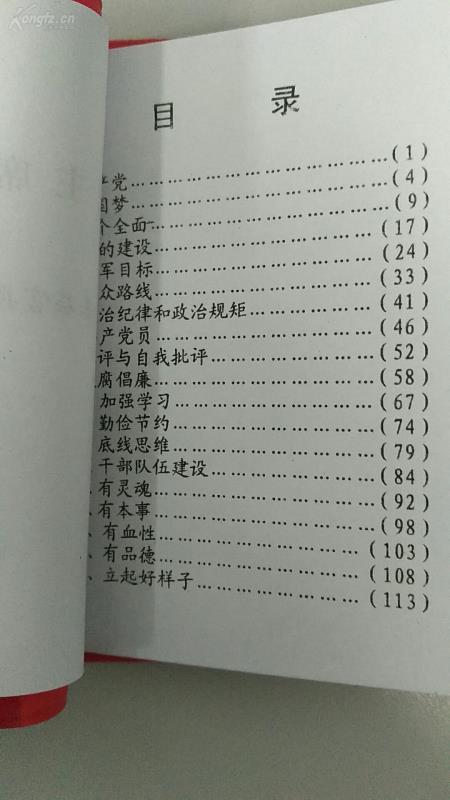 Kongfz.cn
目 录
产党……………………(1)
国梦……………………(4)
个全面……………………(9)
的建设……………………(17)
军目标……………………(24)
众路线……………………(33)
治纪律和政治规矩……………………(41)
产党员……………………(46)
评与自我批评……………………(52)
腐倡廉……………………(58)
加强学习……………………(67)
勤俭节约……………………(74)
底线思维……………………(79)
干部队伍建设……………………(84)
、有灵魂……………………(92)
、有本事……………………(98)
、有血性……………………(103)
、有品德……………………(108)
、立起好样子……………………(113)